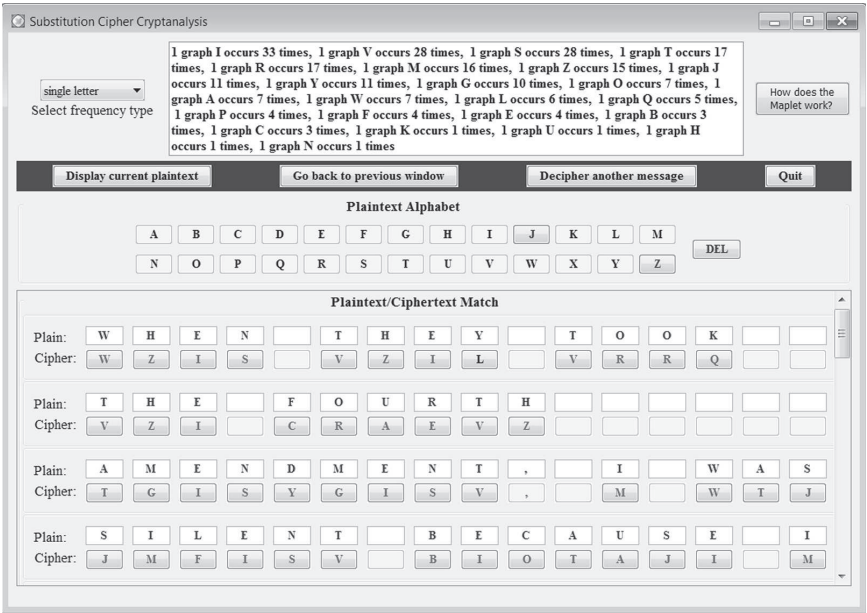 Substitution Cipher Cryptanalysis
single letter
Select frequency type
1 graph I occurs 33 times, 1 graph V occurs 28 times, 1 graph S occurs 28 times, 1 graph T occurs 17
times, 1 graph R occurs 17 times, 1 graph M occurs 16 times, 1 graph Z occurs 15 times, 1 graph J
occurs 11 times, 1 graph Y occurs 11 times, 1 graph G occurs 10 times, 1 graph O occurs 7 times, 1
graph A occurs 7 times, 1 graph W occurs 7 times, 1 graph L occurs 6 times, 1 graph Q occurs 5 times,
1 graph P occurs 4 times, 1 graph F occurs 4 times, 1 graph E occurs 4 times, 1 graph B occurs 3
times, 1 graph C occurs 3 times, 1 graph K occurs 1 times, 1 graph U occurs 1 times, 1 graph H
occurs 1 times, 1 graph N occurs 1 times
How does the
Maplet work?
Display current plaintext Go back to previous window Decipher another message Quit
Plaintext Alphabet
A B C D E F G H I J K L M
N O P Q R S T U V W X Y Z
DEL
Plaintext/Ciphertext Match
Plain: W H E N T H E Y T O O K
Cipher: W Z I S V Z I L V R R Q
Plain: T H E F O U R T H
Cipher: V Z I C R A E V Z
Plain: A M E N D M E N T , I W A S
Cipher: T G I S Y G I S V , M W T J
Plain: S I L E N T B E C A U S E I
Cipher: J M F I S V B I O T A J I M